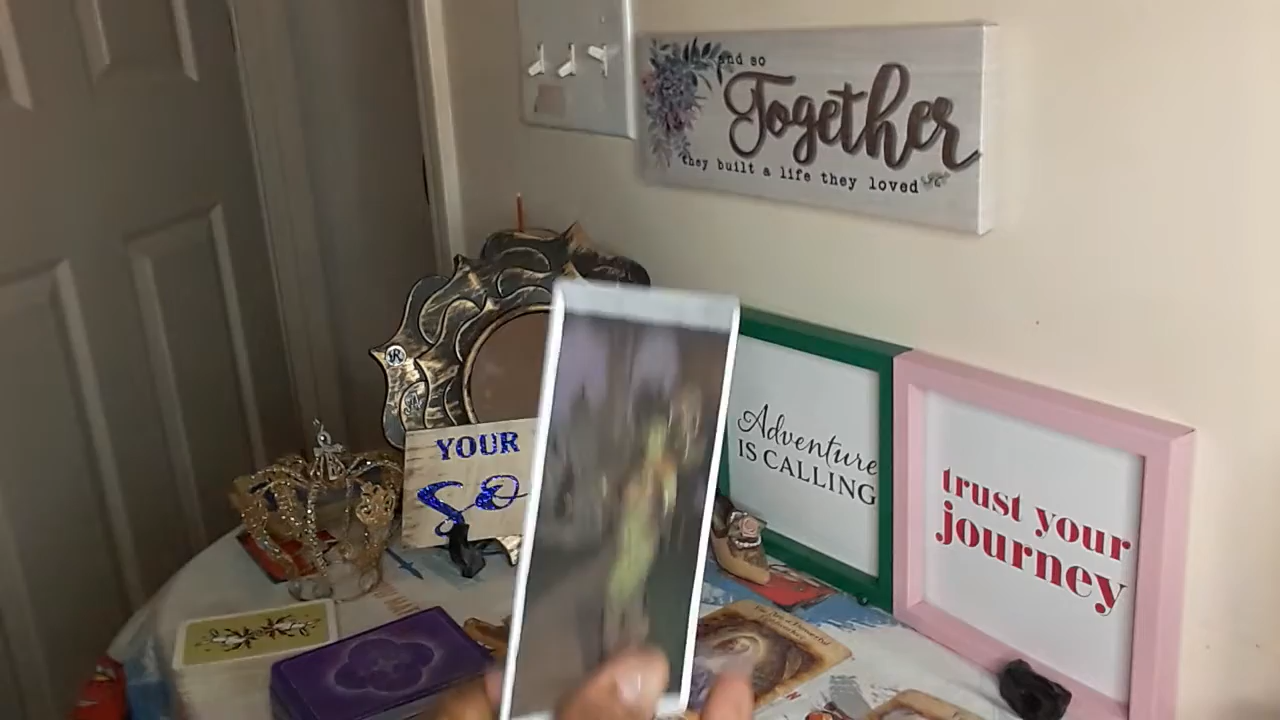 and so
Together
they built a life they loved
YOUR
Adventure
IS CALLING
trust your
journey